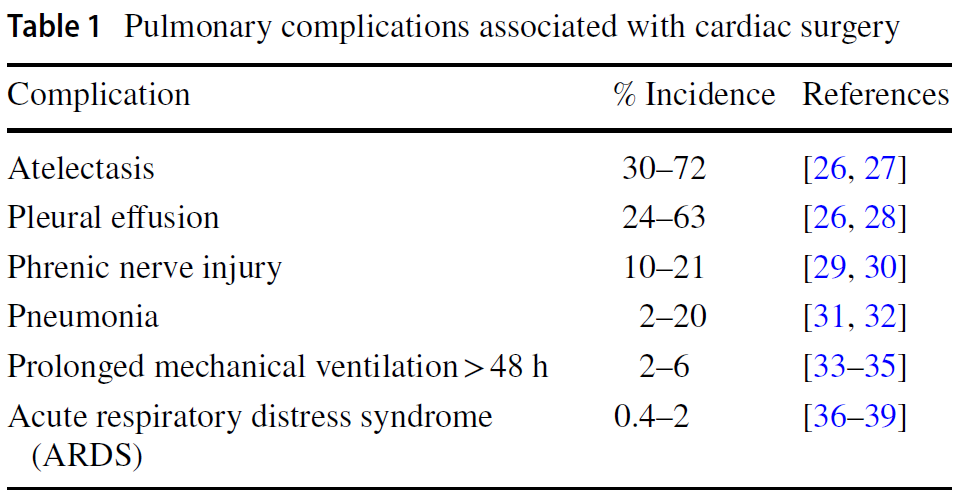 Table 1 Pulmonary complications associated with cardiac surgery
Complication % Incidence References
Atelectasis 30–72 [26, 27]
Pleural effusion 24–63 [26, 28]
Phrenic nerve injury 10–21 [29, 30]
Pneumonia 2–20 [31, 32]
Prolonged mechanical ventilation > 48 h 2–6 [33–35]
Acute respiratory distress syndrome 0.4–2 [36–39]
(ARDS)